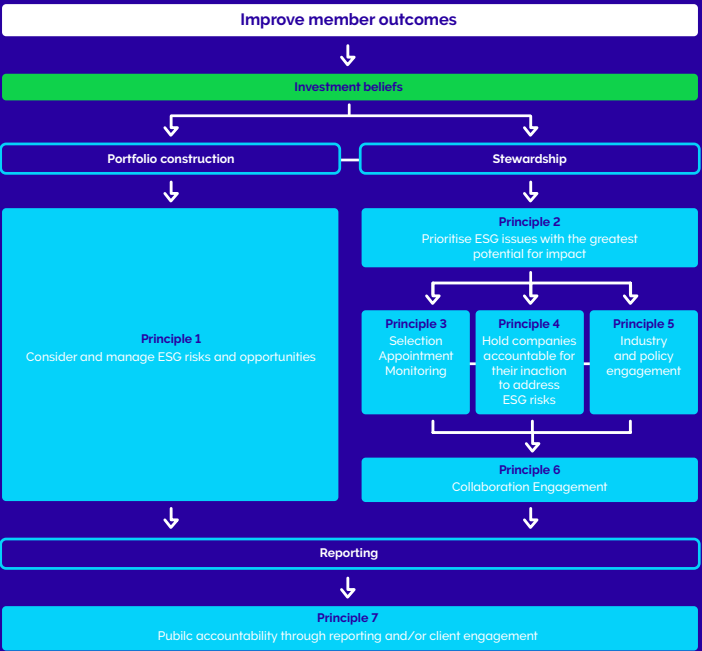 Improve member outcomes
Investment beliefs
Portfolio construction
Stewardship
Principle 1
Consider and manage ESG risks and opportunities
Principle 2
Prioritise ESG issues with the greatest
potential for impact
Principle 3
Selection
Appointment
Monitoring
Principle 4
Hold companies
accountable for
their inaction
to address
ESG risks
Principle 5
Industry
and policy
engagement
Principle 6
Collaboration Engagement
Reporting
Principle 7
Public accountability through reporting and/or client engagement